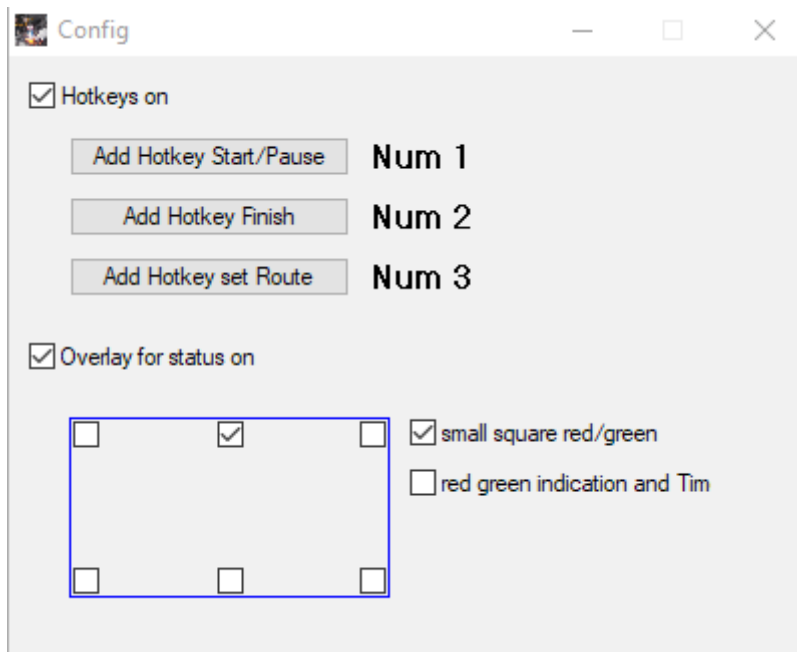 Config
Hotkeys on
Add Hotkey Start/Pause Num 1
Add Hotkey Finish Num 2
Add Hotkey set Route Num 3
Overlay for status on
small square red/green
red green indication and Tim